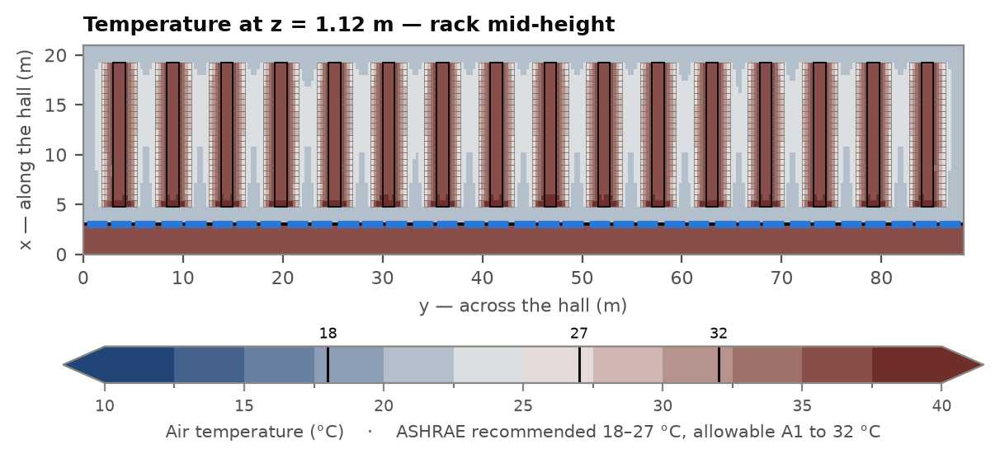 Temperature at z = 1.12 m — rack mid-height
x — along the hall (m)
20
15
10
5
0
0 10 20 30 40 50 60 70 80
y — across the hall (m)
18 27 32
10 15 20 25 30 35 40
Air temperature (°C) · ASHRAE recommended 18–27 °C, allowable A1 to 32 °C